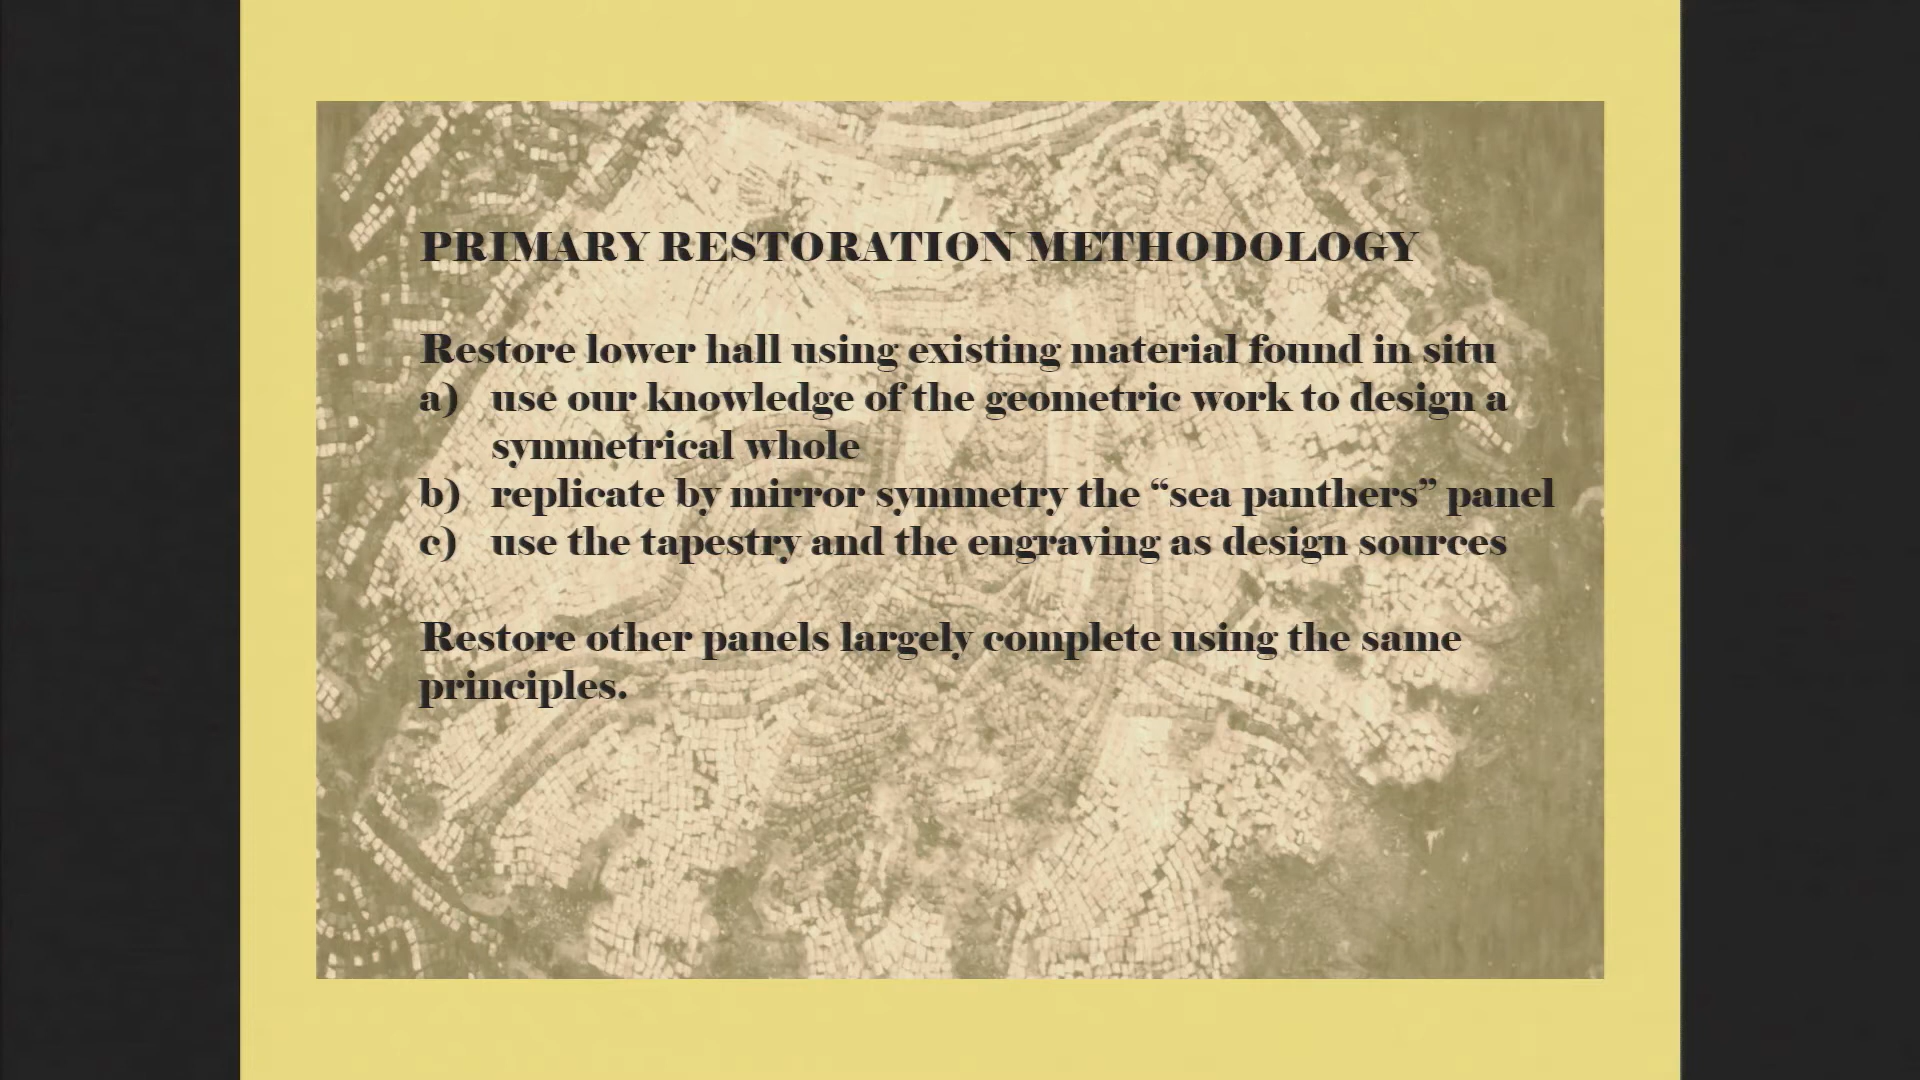 PRIMARY RESTORATION METHODOLOGY
Restore lower hall using existing material found in situ
a) use our knowledge of the geometric work to design a
symmetrical whole
b) replicate by mirror symmetry the “sea panthers” panel
c) use the tapestry and the engraving as design sources
Restore other panels largely complete using the same
principles.